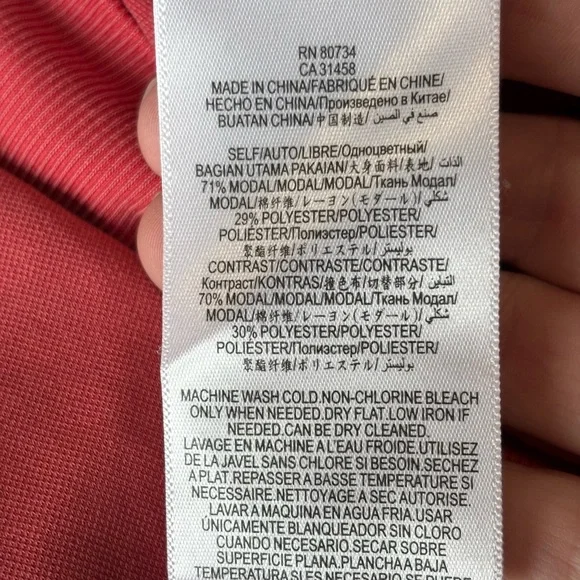 RN 80734
CA 31458
MADE IN CHINA/FABRIQUÉ EN CHINE/
HECHO EN CHINA/Произведено в Китае/
BUATAN CHINA/中国制造/ صنع في الصين
SELF/AUTO/LIBRE/Одноцветный/
BAGIAN UTAMA PAKAIAN/大身面料/表地/ الذات
71% MODAL/MODAL/MODAL/Ткань Модал/
MODAL/棉纤维/レーヨン(モダール)/ شكلي/
29% POLYESTER/POLYESTER/
POLIÉSTER/Полиэстер/POLIESTER/
聚酯纤维/ポリエステル/ بوليستر
CONTRAST/CONTRASTE/CONTRASTE/
Контраст/KONTRAS/撞色布/切替部分/ التباين
70% MODAL/MODAL/MODAL/Ткань Модал/
MODAL/棉纤维/レーヨン(モダール)/ شكلي/
30% POLYESTER/POLYESTER/
POLIÉSTER/Полиэстер/POLIESTER/
聚酯纤维/ポリエステル/ بوليستر
MACHINE WASH COLD.NON-CHLORINE BLEACH
ONLY WHEN NEEDED.DRY FLAT.LOW IRON IF
NEEDED.CAN BE DRY CLEANED.
LAVAGE EN MACHINE A L'EAU FROIDE.UTILISEZ
DE LA JAVEL SANS CHLORE SI BESOIN.SECHEZ
A PLAT.REPASSER A BASSE TEMPERATURE SI
NECESSAIRE.NETTOYAGE A SEC AUTORISE.
LAVAR A MAQUINA EN AGUA FRIA.USAR
ÚNICAMENTE BLANQUEADOR SIN CLORO
CUANDO NECESARIO.SECAR SOBRE
SUPERFICIE PLANA.PLANCHA A BAJA
TEMPERATURA SI ES NECESARIO.SE PUEDE